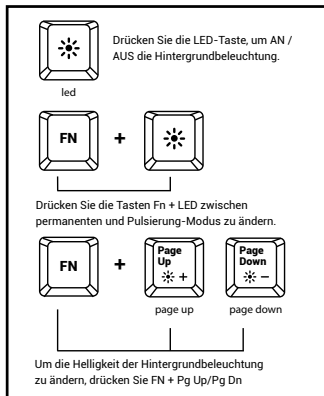 Drücken Sie die LED-Taste, um AN /
AUS die Hintergrundbeleuchtung.
led
FN + 
Drücken Sie die Tasten Fn + LED zwischen
permanenten und Pulsierung-Modus zu ändern.
FN + Page Up + Page Down –
page up page down
Um die Helligkeit der Hintergrundbeleuchtung
zu ändern, drücken Sie FN + Pg Up/Pg Dn